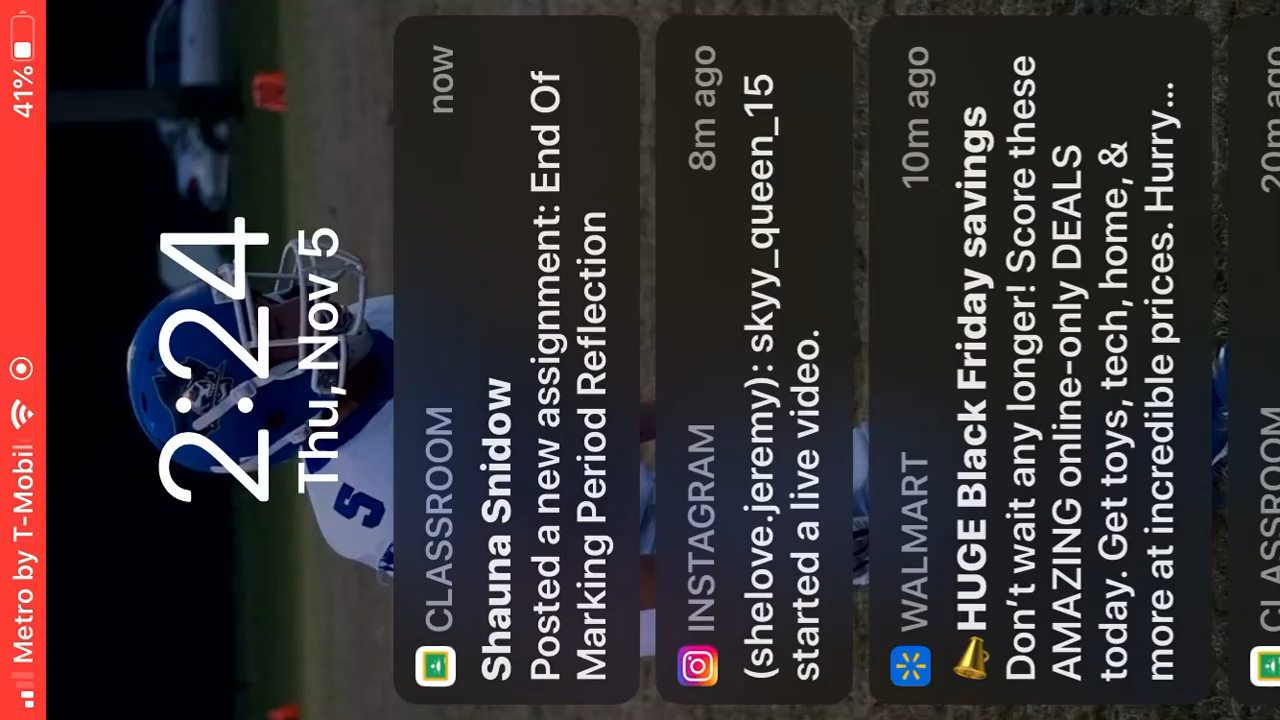 Metro by T-Mobil
41%
2:24
Thu, Nov 5
5
CLASSROOM
now
Shauna Snidow
Posted a new assignment: End Of
Marking Period Reflection
INSTAGRAM
8m ago
(shelove.jeremy): skyy_queen_15
started a live video.
WALMART
10m ago
HUGE Black Friday savings
Don't wait any longer! Score these
AMAZING online-only DEALS
today. Get toys, tech, home, &
more at incredible prices. Hurry...
CLASSROOM
20m ago